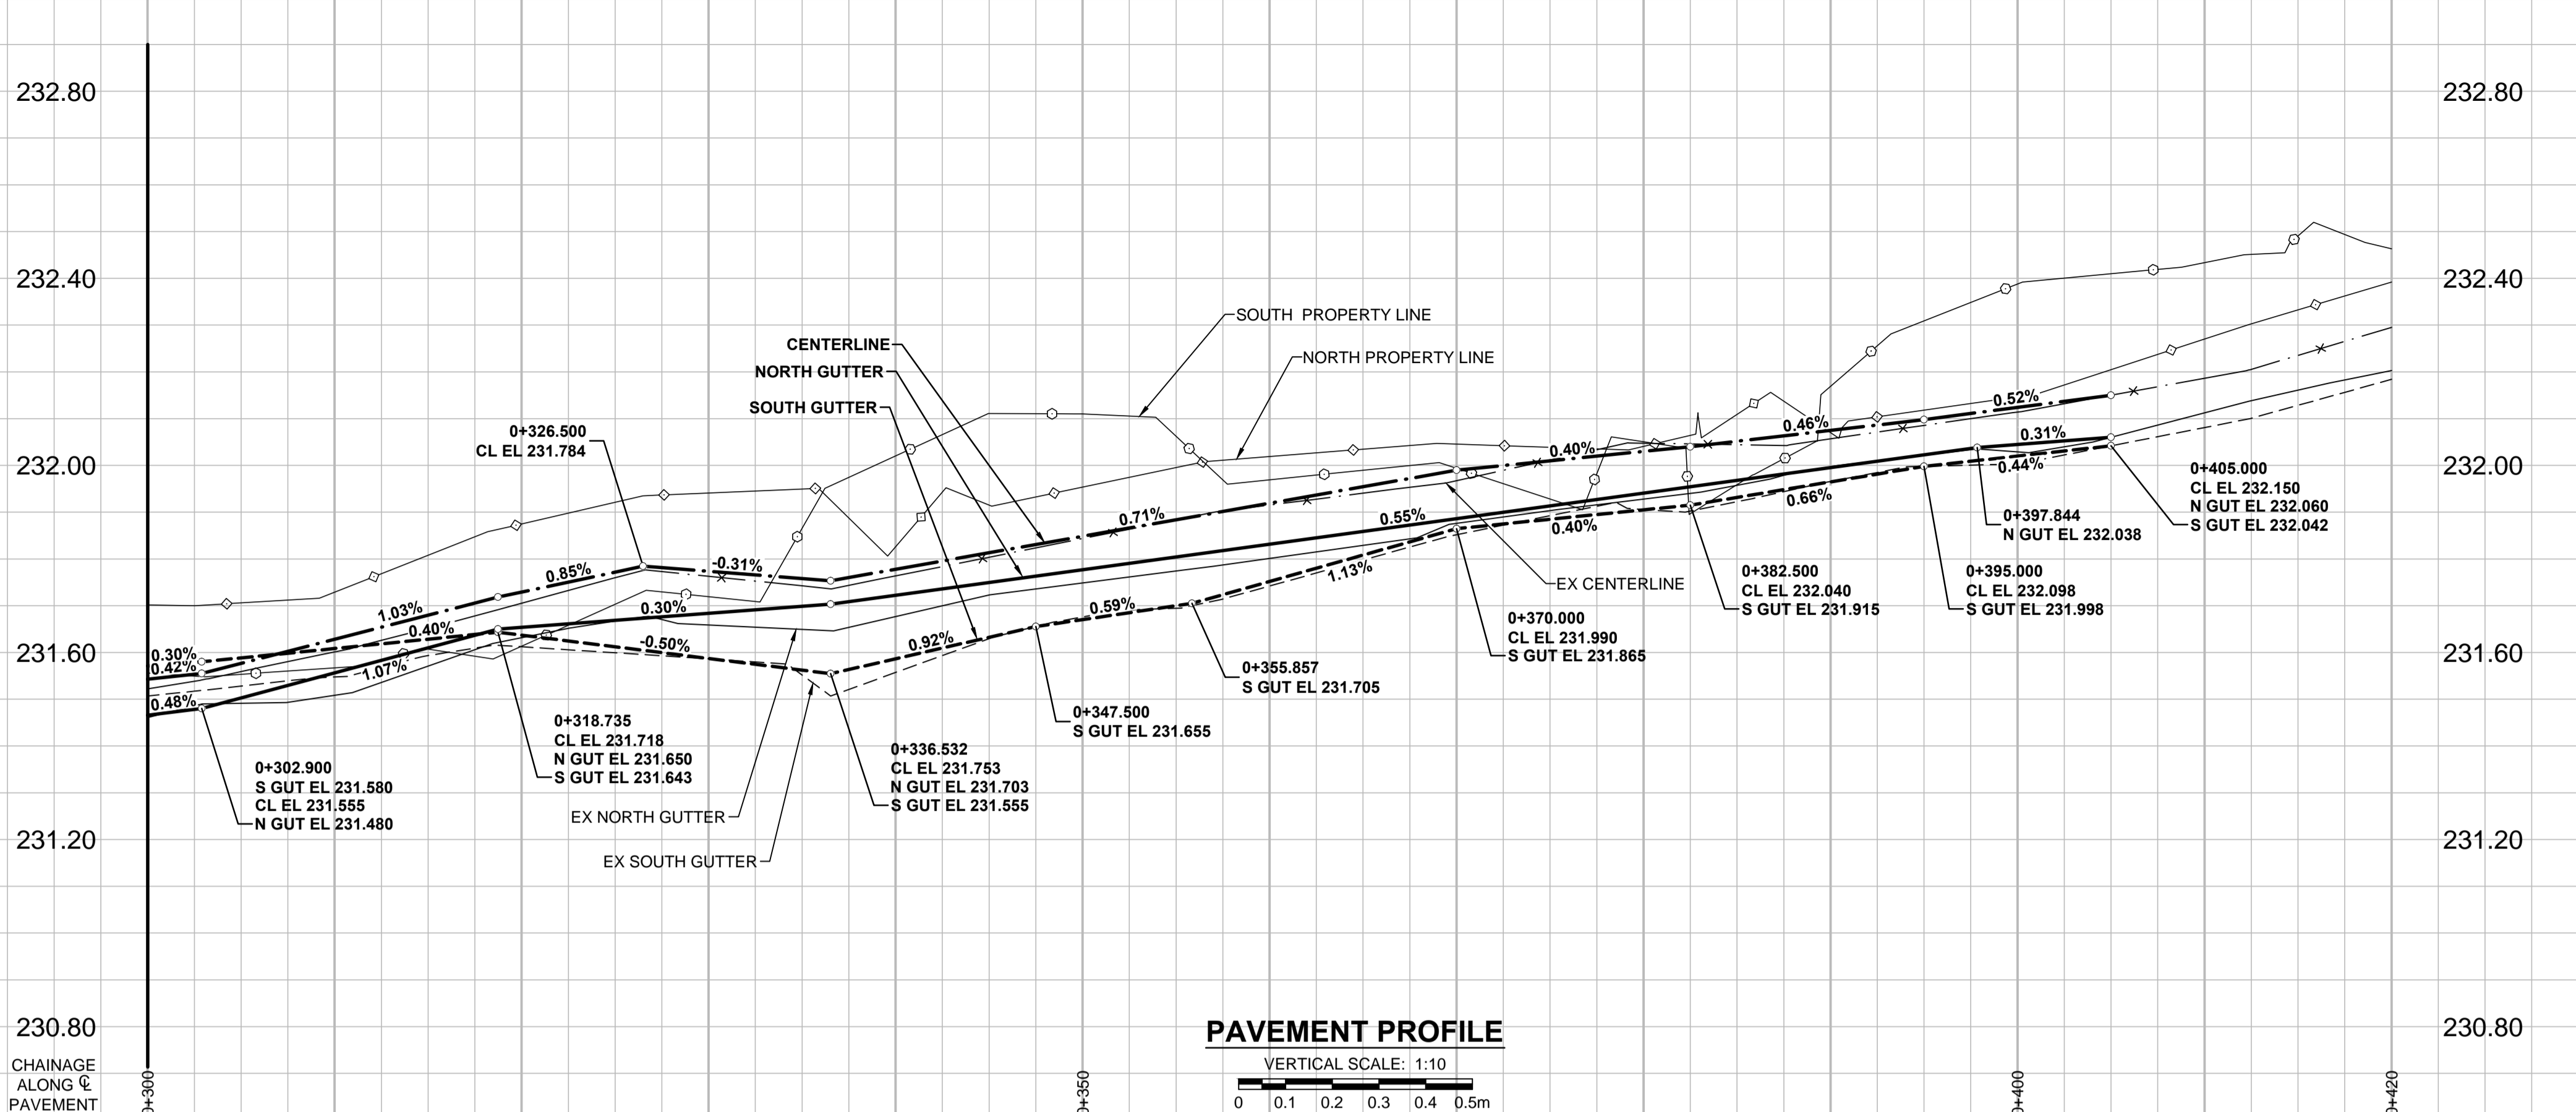 232.80
232.80
232.40
232.40
SOUTH  PROPERTY LINE
CENTERLINE
NORTH PROPERTY LINE
NORTH GUTTER
SOUTH GUTTER
0+326.500
CL EL 231.784
232.00
232.00
0.52%
0.46%
0.40%
0.31%
0.44%
0.66%
0.40%
0.55%
0.71%
1.13%
0+405.000
CL EL 232.150
N GUT EL 232.060
S GUT EL 232.042
0+397.844
N GUT EL 232.038
0+395.000
CL EL 232.098
S GUT EL 231.998
0+382.500
CL EL 232.040
S GUT EL 231.915
EX CENTERLINE
0+370.000
CL EL 231.990
S GUT EL 231.865
-0.31%
0.85%
1.03%
0.40%
0.30%
0.59%
0.92%
-0.50%
0.30%
0.42%
1.07%
0.48%
231.60
231.60
0+355.857
S GUT EL 231.705
0+347.500
S GUT EL 231.655
0+318.735
CL EL 231.718
N GUT EL 231.650
S GUT EL 231.643
0+336.532
CL EL 231.753
N GUT EL 231.703
S GUT EL 231.555
0+302.900
S GUT EL 231.580
CL EL 231.555
N GUT EL 231.480
EX NORTH GUTTER
EX SOUTH GUTTER
231.20
231.20
230.80
230.80
PAVEMENT PROFILE
VERTICAL SCALE:  1:10
0 0.1 0.2 0.3 0.4 0.5m
CHAINAGE
ALONG ℄
PAVEMENT
0+300
0+350
0+400
0+420